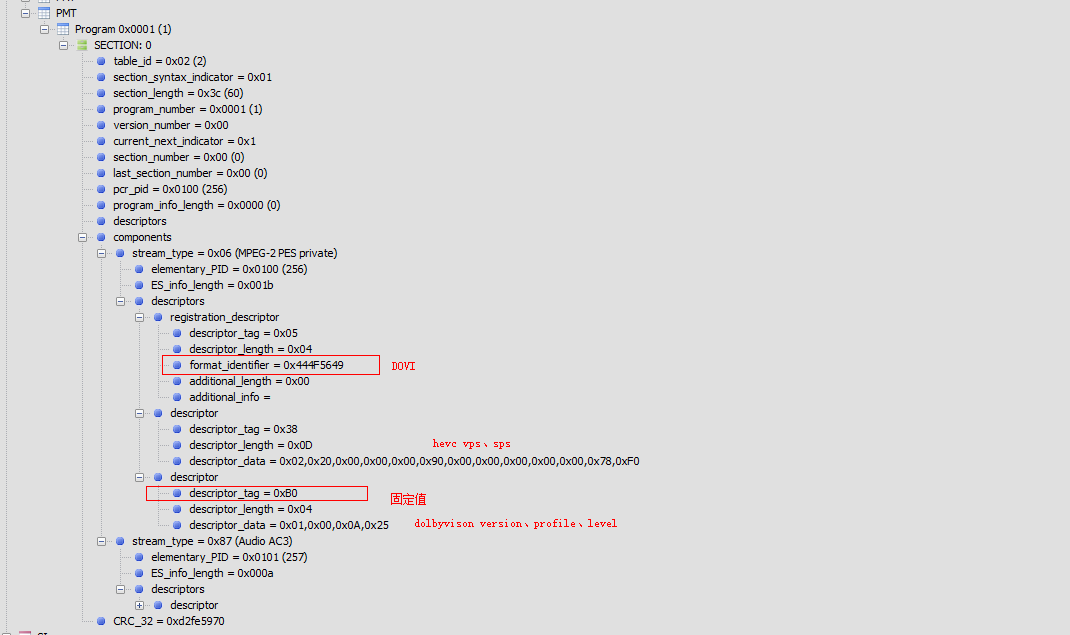 PMT
Program 0x0001 (1)
SECTION: 0
table_id = 0x02 (2)
section_syntax_indicator = 0x01
section_length = 0x3c (60)
program_number = 0x0001 (1)
version_number = 0x00
current_next_indicator = 0x1
section_number = 0x00 (0)
last_section_number = 0x00 (0)
pcr_pid = 0x0100 (256)
program_info_length = 0x0000 (0)
descriptors
components
stream_type = 0x06 (MPEG-2 PES private)
elementary_PID = 0x0100 (256)
ES_info_length = 0x001b
descriptors
registration_descriptor
descriptor_tag = 0x05
descriptor_length = 0x04
format_identifier = 0x444F5649 DOVI
additional_length = 0x00
additional_info =
descriptor
descriptor_tag = 0x38
descriptor_length = 0x0D hevc vps、sps
descriptor_data = 0x02,0x20,0x00,0x00,0x00,0x90,0x00,0x00,0x00,0x00,0x00,0x78,0xF0
descriptor
descriptor_tag = 0xB0 固定值
descriptor_length = 0x04
descriptor_data = 0x01,0x00,0x0A,0x25 dolbyvison version、profile、level
stream_type = 0x87 (Audio AC3)
elementary_PID = 0x0101 (257)
ES_info_length = 0x000a
descriptors
descriptor
CRC_32 = 0xd2fe5970